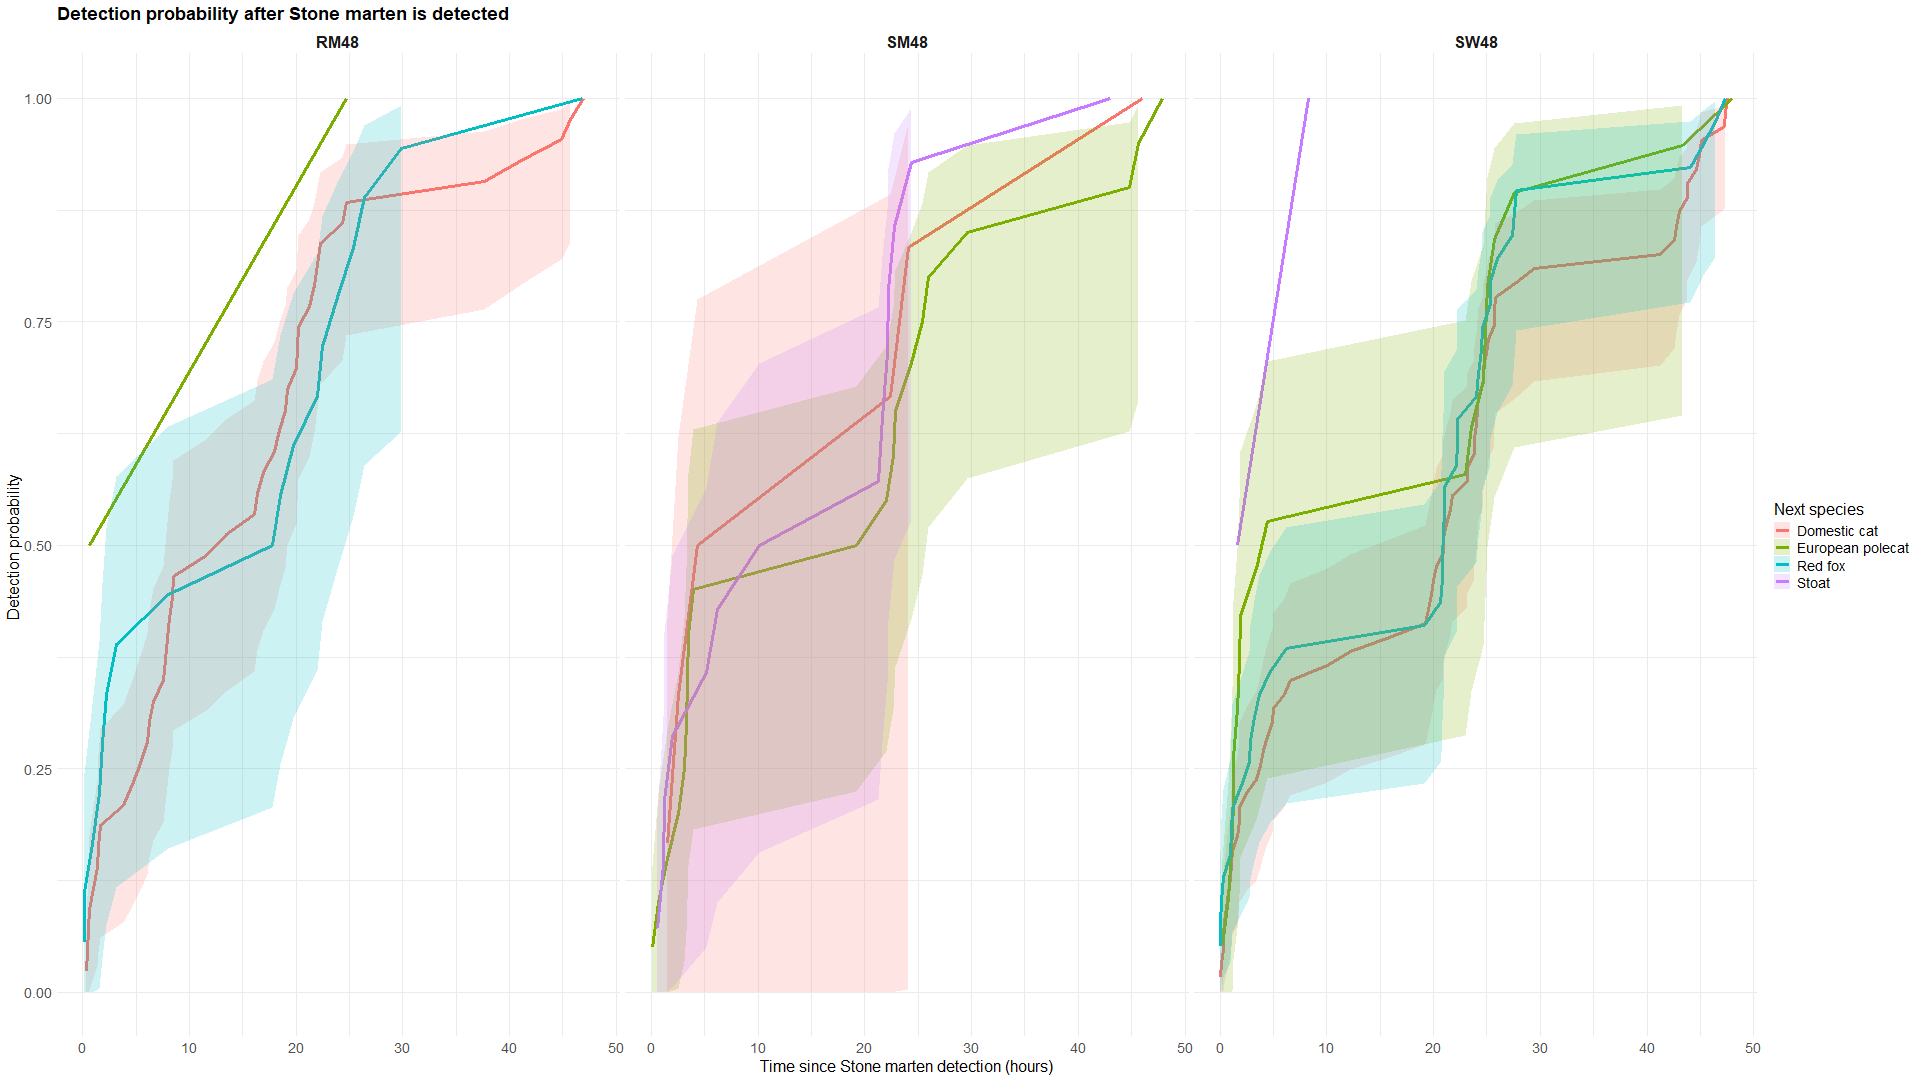 Detection probability after Stone marten is detected
RM48
SM48
SW48
1.00
0.75
0.50
0.25
0.00
Detection probability
0 10 20 30 40 50
0 10 20 30 40 50
0 10 20 30 40 50
Time since Stone marten detection (hours)
Next species
Domestic cat
European polecat
Red fox
Stoat